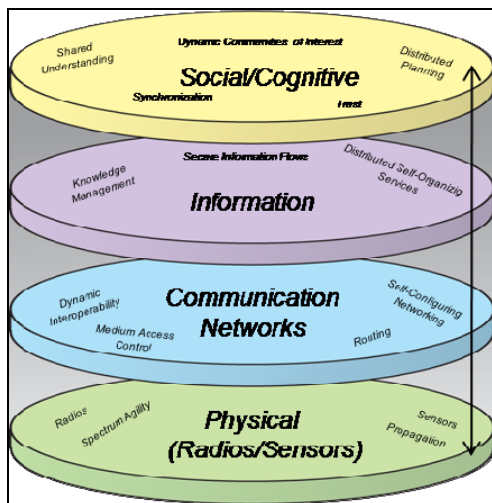 Dynamic Communities of Interest
Shared
Understanding
Distributed
Planning
Social/Cognitive
Synchronization
Trust
Secure Information Flows
Knowledge
Management
Distributed Self-Organizig
Services
Information
Dynamic
Interoperability
Communication
Networks
Self-Configuring
Networking
Medium Access
Control
Routing
Radios
Spectrum Agility
Physical
(Radios/Sensors)
Sensors
Propagation